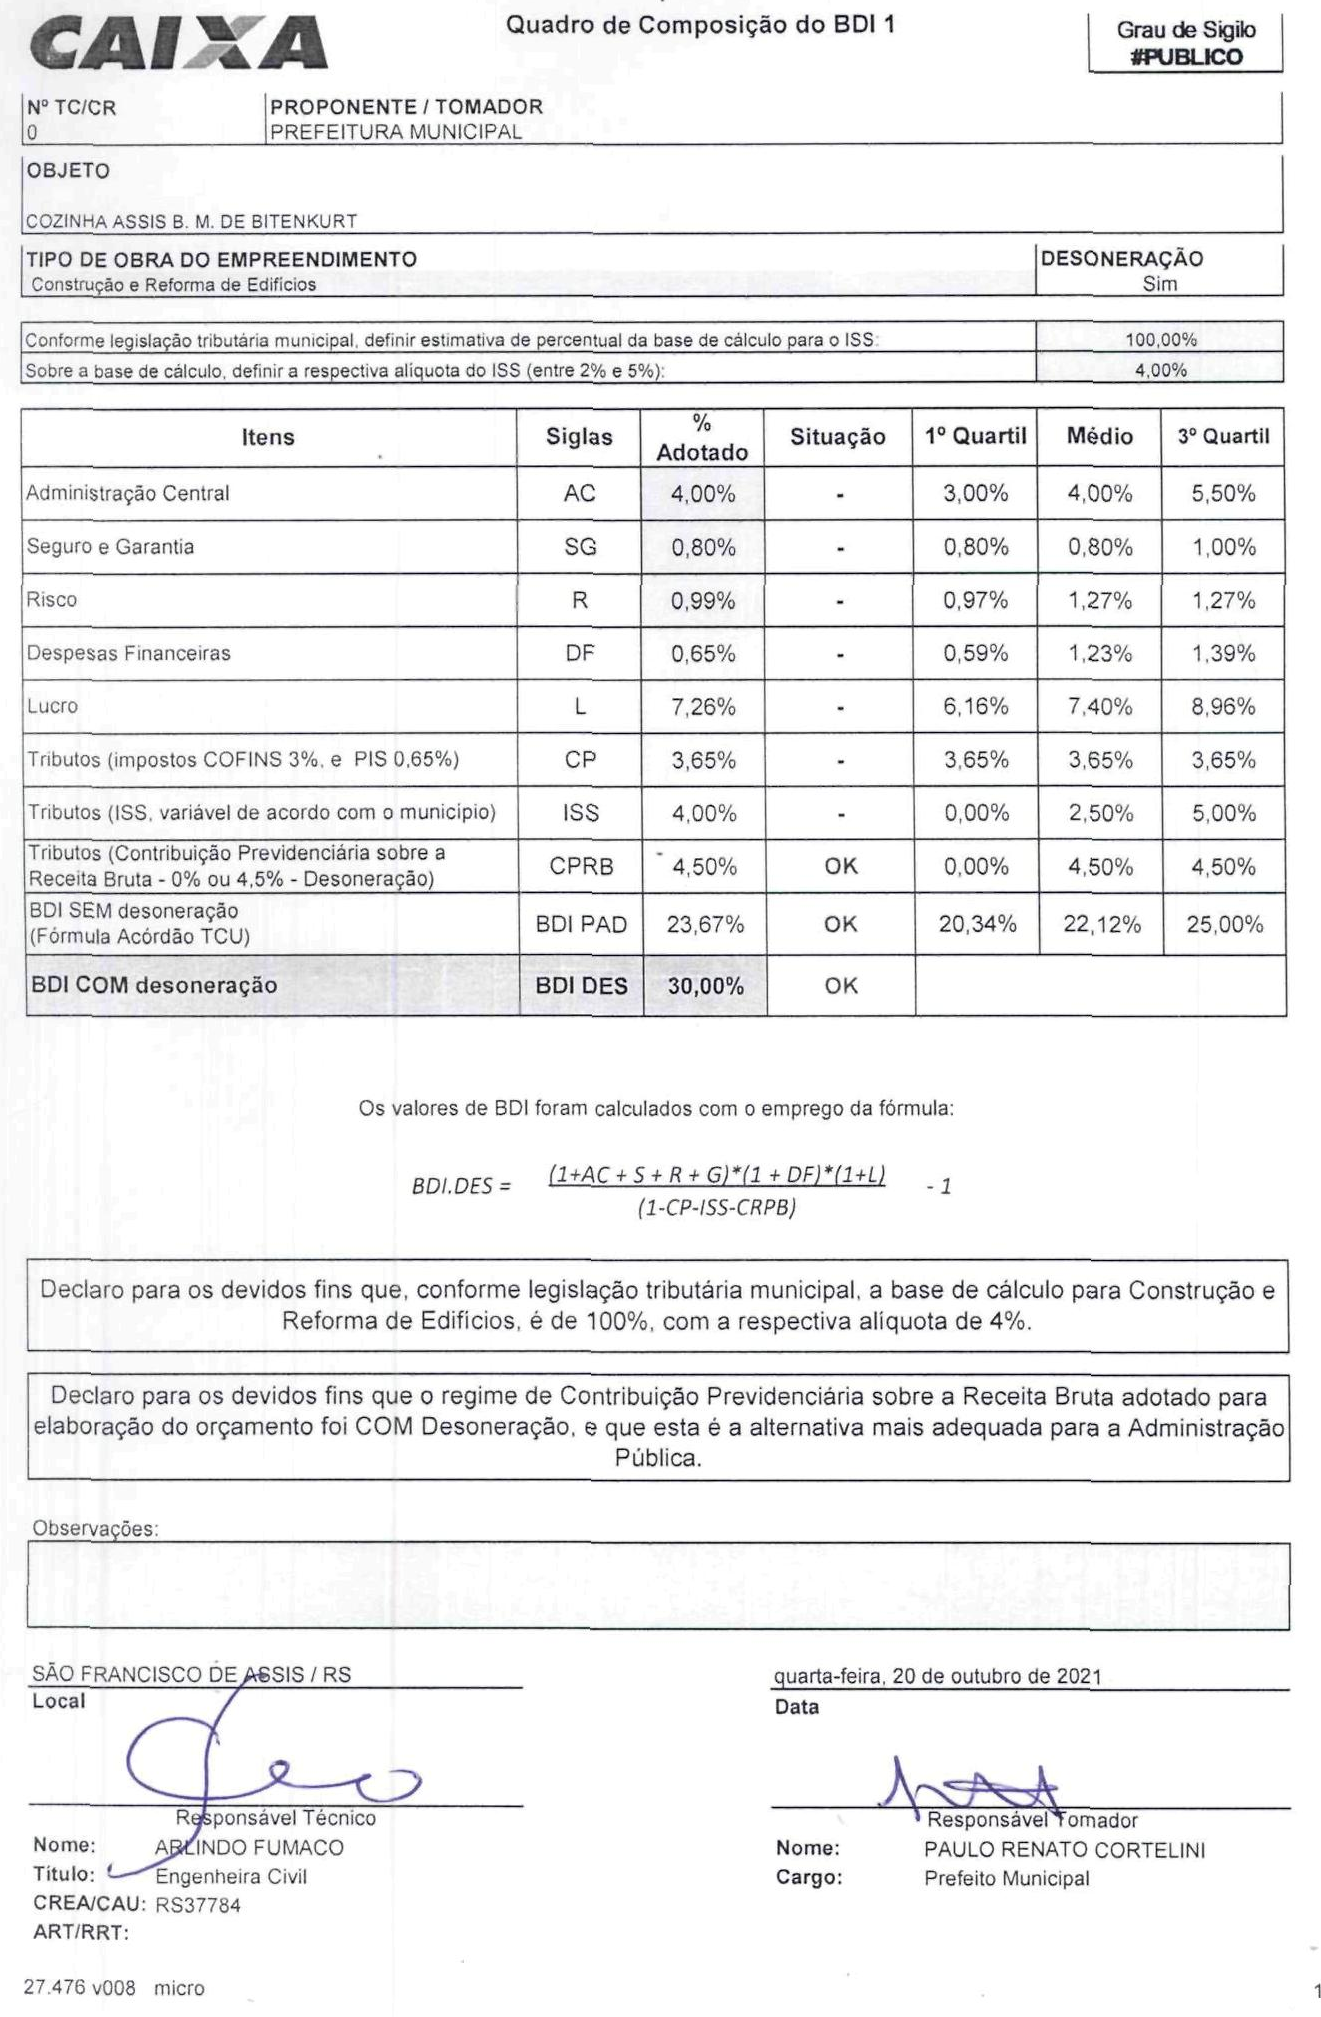 CAIXA
Quadro de Composição do BDI 1
Grau de Sigilo
#PUBLICO
Nº TC/CR
0
PROPONENTE / TOMADOR
PREFEITURA MUNICIPAL
OBJETO
COZINHA ASSIS B. M. DE BITENKURT
TIPO DE OBRA DO EMPREENDIMENTO
Construção e Reforma de Edifícios
DESONERAÇÃO
Sim
Conforme legislação tributária municipal, definir estimativa de percentual da base de cálculo para o ISS: 100,00%
Sobre a base de cálculo, definir a respectiva alíquota do ISS (entre 2% e 5%): 4,00%
Itens Siglas % Adotado Situação 1º Quartil Médio 3º Quartil
Administração Central AC 4,00% - 3,00% 4,00% 5,50%
Seguro e Garantia SG 0,80% - 0,80% 0,80% 1,00%
Risco R 0,99% - 0,97% 1,27% 1,27%
Despesas Financeiras DF 0,65% - 0,59% 1,23% 1,39%
Lucro L 7,26% - 6,16% 7,40% 8,96%
Tributos (impostos COFINS 3%, e PIS 0,65%) CP 3,65% - 3,65% 3,65% 3,65%
Tributos (ISS, variável de acordo com o município) ISS 4,00% - 0,00% 2,50% 5,00%
Tributos (Contribuição Previdenciária sobre a
Receita Bruta - 0% ou 4,5% - Desoneração) CPRB 4,50% OK 0,00% 4,50% 4,50%
BDI SEM desoneração
(Fórmula Acórdão TCU) BDI PAD 23,67% OK 20,34% 22,12% 25,00%
BDI COM desoneração BDI DES 30,00% OK
Os valores de BDI foram calculados com o emprego da fórmula:
BDI.DES = (1+AC + S + R + G)*(1 + DF)*(1+L) - 1
(1-CP-ISS-CRPB)
Declaro para os devidos fins que, conforme legislação tributária municipal, a base de cálculo para Construção e
Reforma de Edifícios, é de 100%, com a respectiva alíquota de 4%.
Declaro para os devidos fins que o regime de Contribuição Previdenciária sobre a Receita Bruta adotado para
elaboração do orçamento foi COM Desoneração, e que esta é a alternativa mais adequada para a Administração
Pública.
Observações:
SÃO FRANCISCO DE ASSIS / RS
Local
quarta-feira, 20 de outubro de 2021
Data
Responsável Técnico
Nome: ARLINDO FUMACO
Título: Engenheira Civil
CREA/CAU: RS37784
ART/RRT:
Responsável Tomador
Nome: PAULO RENATO CORTELINI
Cargo: Prefeito Municipal
27.476 v008 micro
1